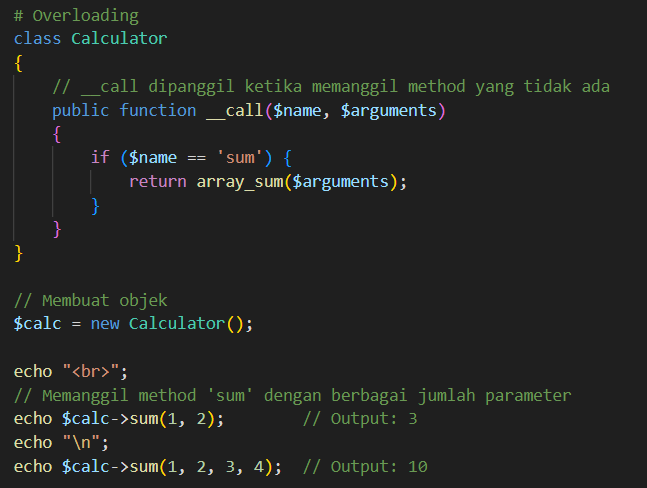 # Overloading
class Calculator
{
    // __call dipanggil ketika memanggil method yang tidak ada
    public function __call($name, $arguments)
    {
        if ($name == 'sum') {
            return array_sum($arguments);
        }
    }
}

// Membuat objek
$calc = new Calculator();

echo "<br>";
// Memanggil method 'sum' dengan berbagai jumlah parameter
echo $calc->sum(1, 2);        // Output: 3
echo "\n";
echo $calc->sum(1, 2, 3, 4);  // Output: 10